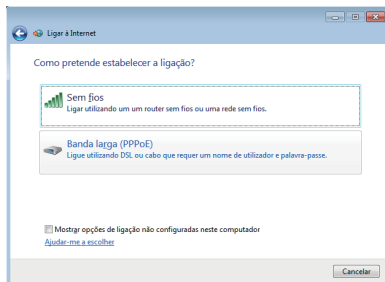 Ligar à Internet
Como pretende estabelecer a ligação?
Sem fios
Ligar utilizando um um router sem fios ou uma rede sem fios.
Banda larga (PPPoE)
Ligue utilizando DSL ou cabo que requer um nome de utilizador e palavra-passe.
Mostrar opções de ligação não configuradas neste computador
Ajudar-me a escolher
Cancelar